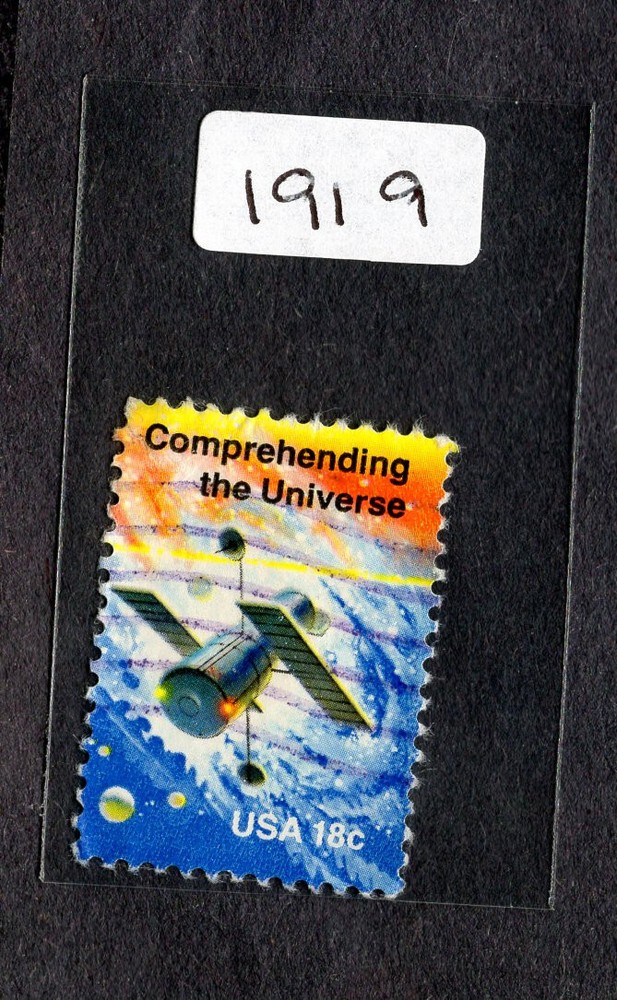 1919
Comprehending
the Universe
USA 18c